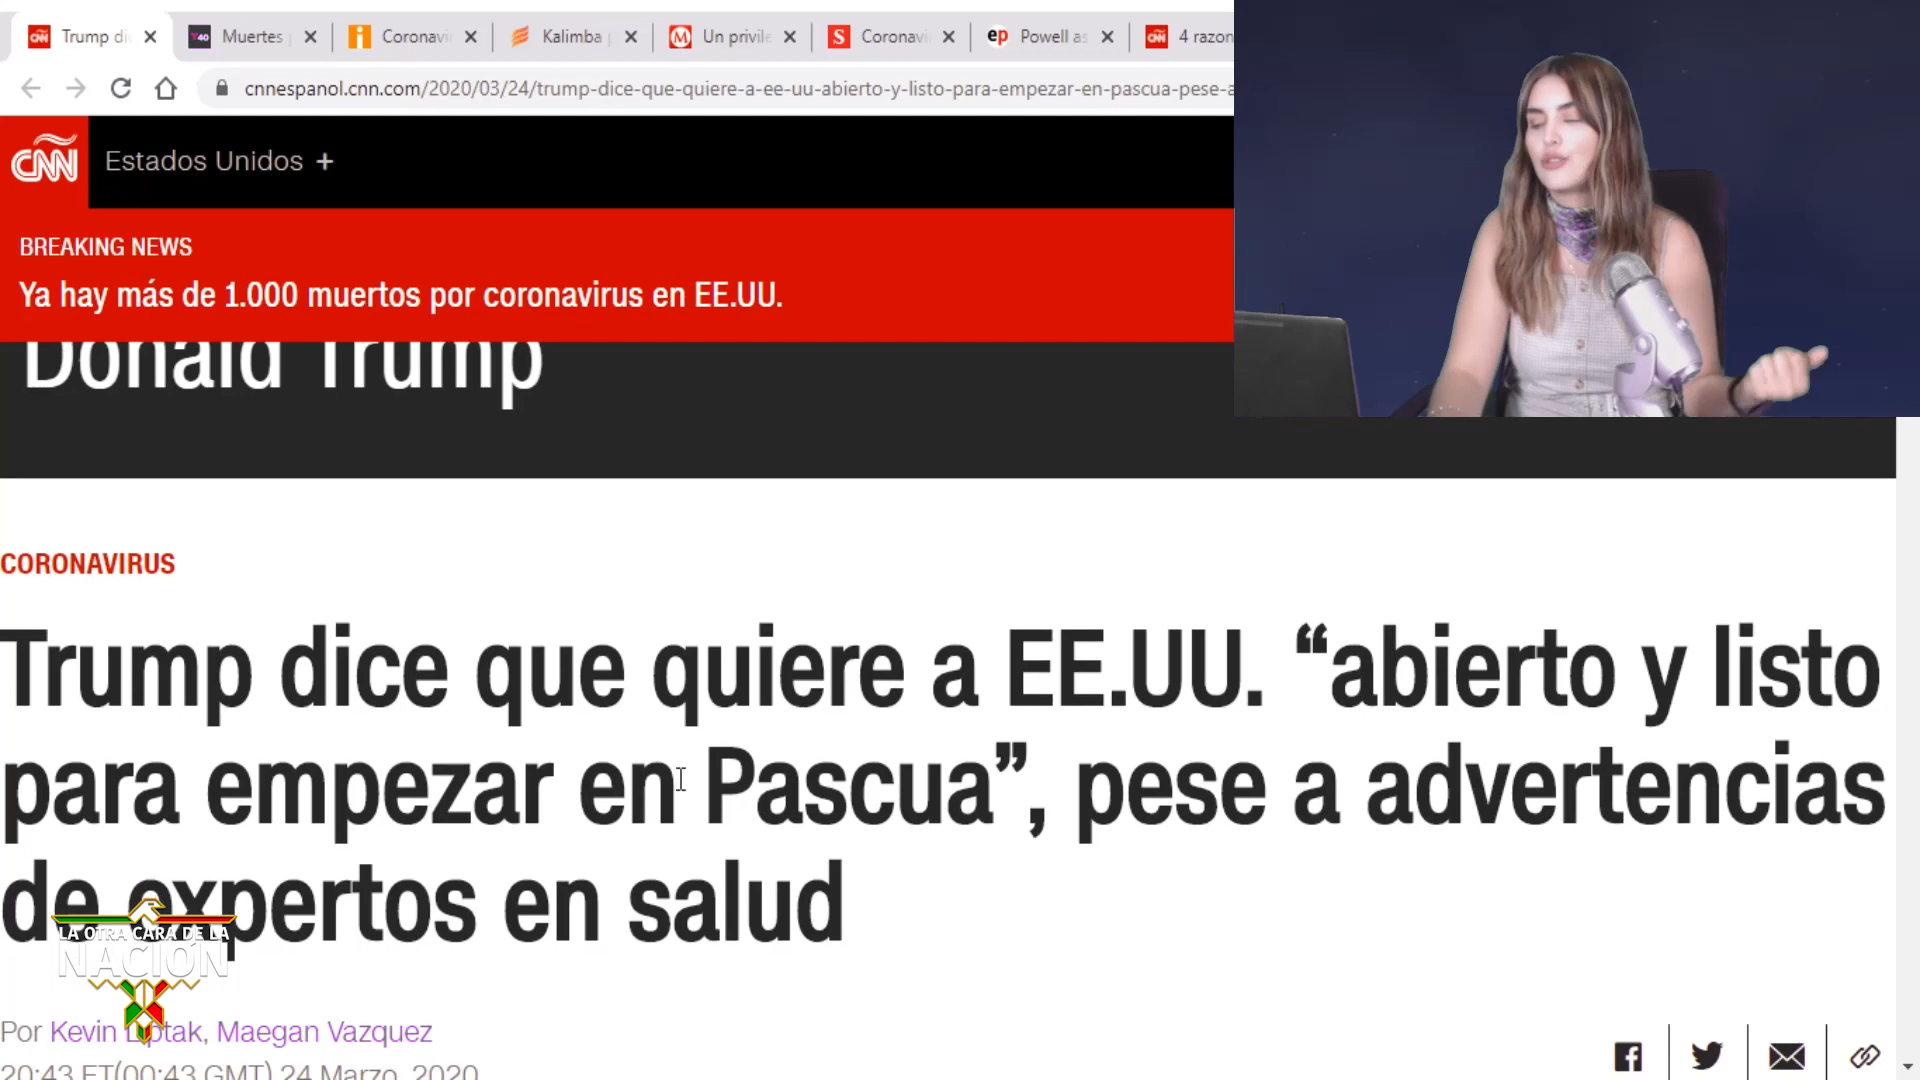 Trump di
Muertes
Coronavi
Kalimba
Un privile
Coronavi
Powell as
4 razon
cnnespanol.cnn.com/2020/03/24/trump-dice-que-quiere-a-ee-uu-abierto-y-listo-para-empezar-en-pascua-pese-a
CNN
Estados Unidos +
BREAKING NEWS
Ya hay más de 1.000 muertos por coronavirus en EE.UU.
Donald Trump
CORONAVIRUS
Trump dice que quiere a EE.UU. “abierto y listo
para empezar en Pascua”, pese a advertencias
de expertos en salud
LA OTRA CARA DE LA
NACIÓN
Por Kevin Liptak, Maegan Vazquez
20:43 ET(00:43 GMT) 24 Marzo, 2020